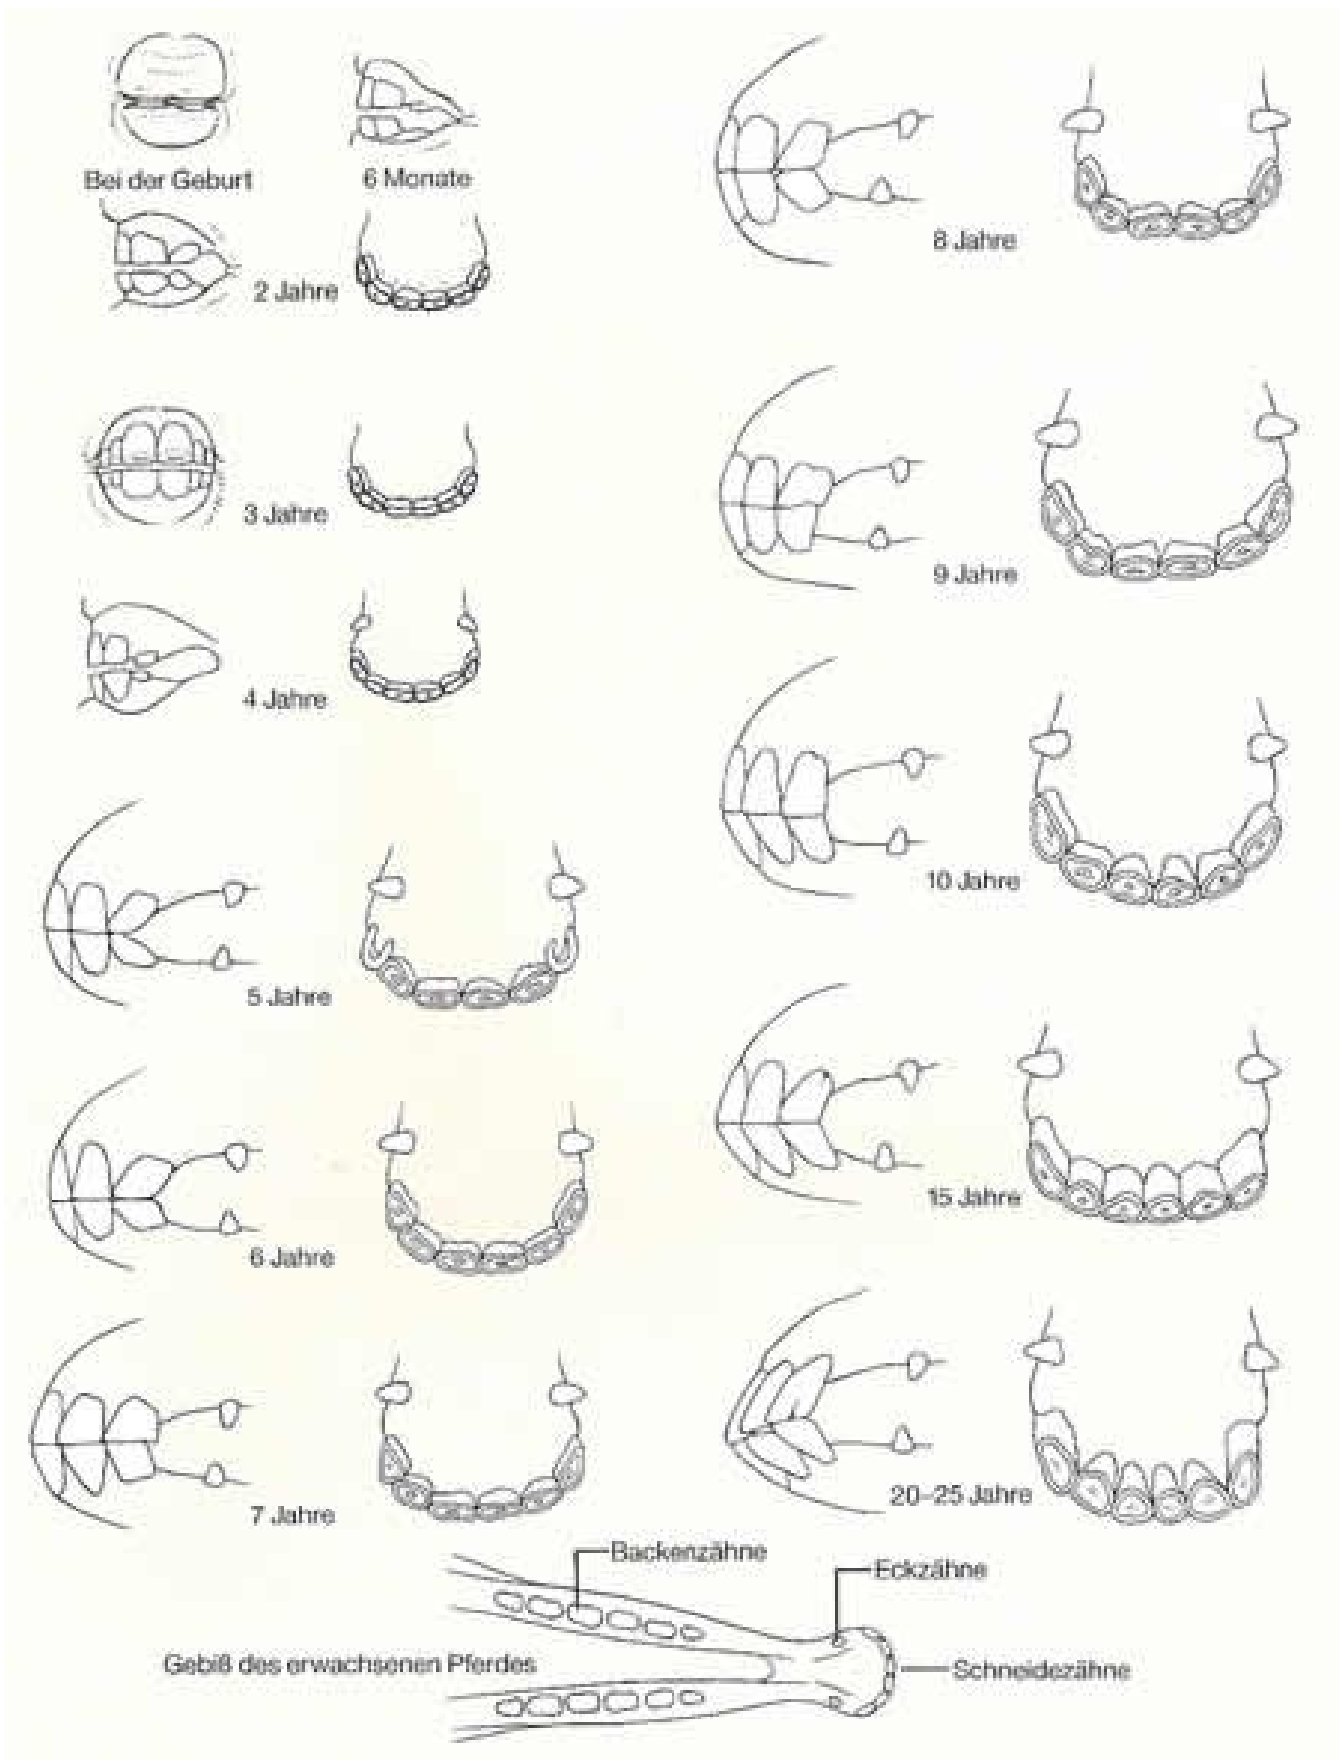 Bei der Geburt
6 Monate
2 Jahre
3 Jahre
4 Jahre
5 Jahre
6 Jahre
7 Jahre
8 Jahre
9 Jahre
10 Jahre
15 Jahre
20–25 Jahre
Backenzähne
Eckzähne
Gebiß des erwachsenen Pferdes
Schneidezähne